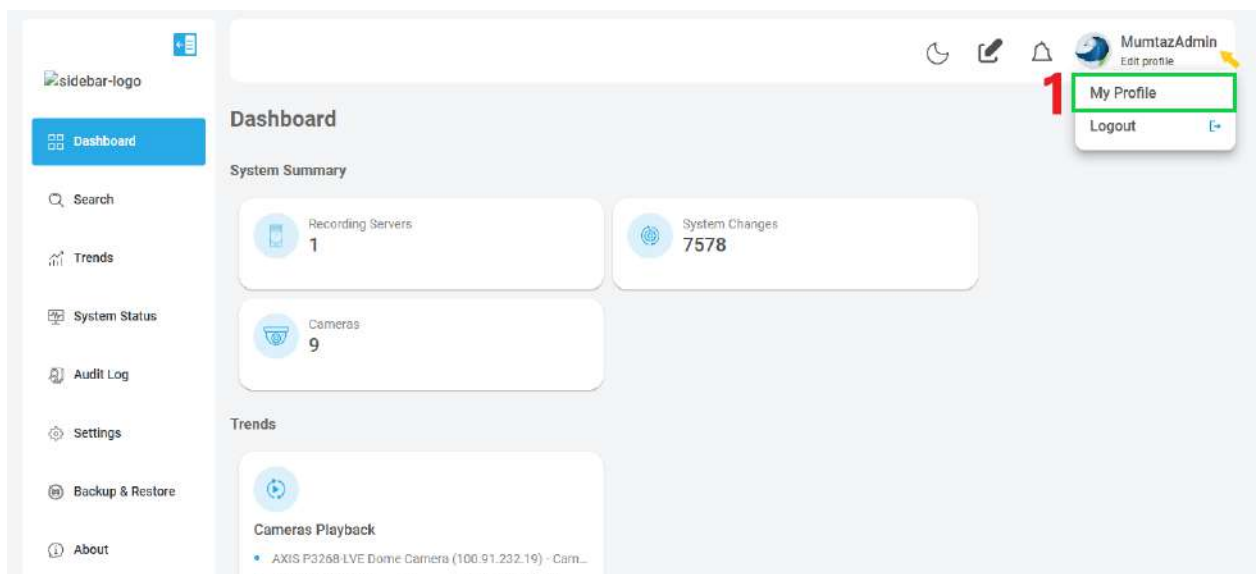 MumtazAdmin
Edit profile
sidebar-logo
1
My Profile
Logout
Dashboard
Dashboard
System Summary
Search
Recording Servers
1
System Changes
7578
Trends
System Status
Cameras
9
Audit Log
Trends
Settings
Backup & Restore
Cameras Playback
About
• AXIS P3268-LVE Dome Camera (100.91.232.19) - Cam...